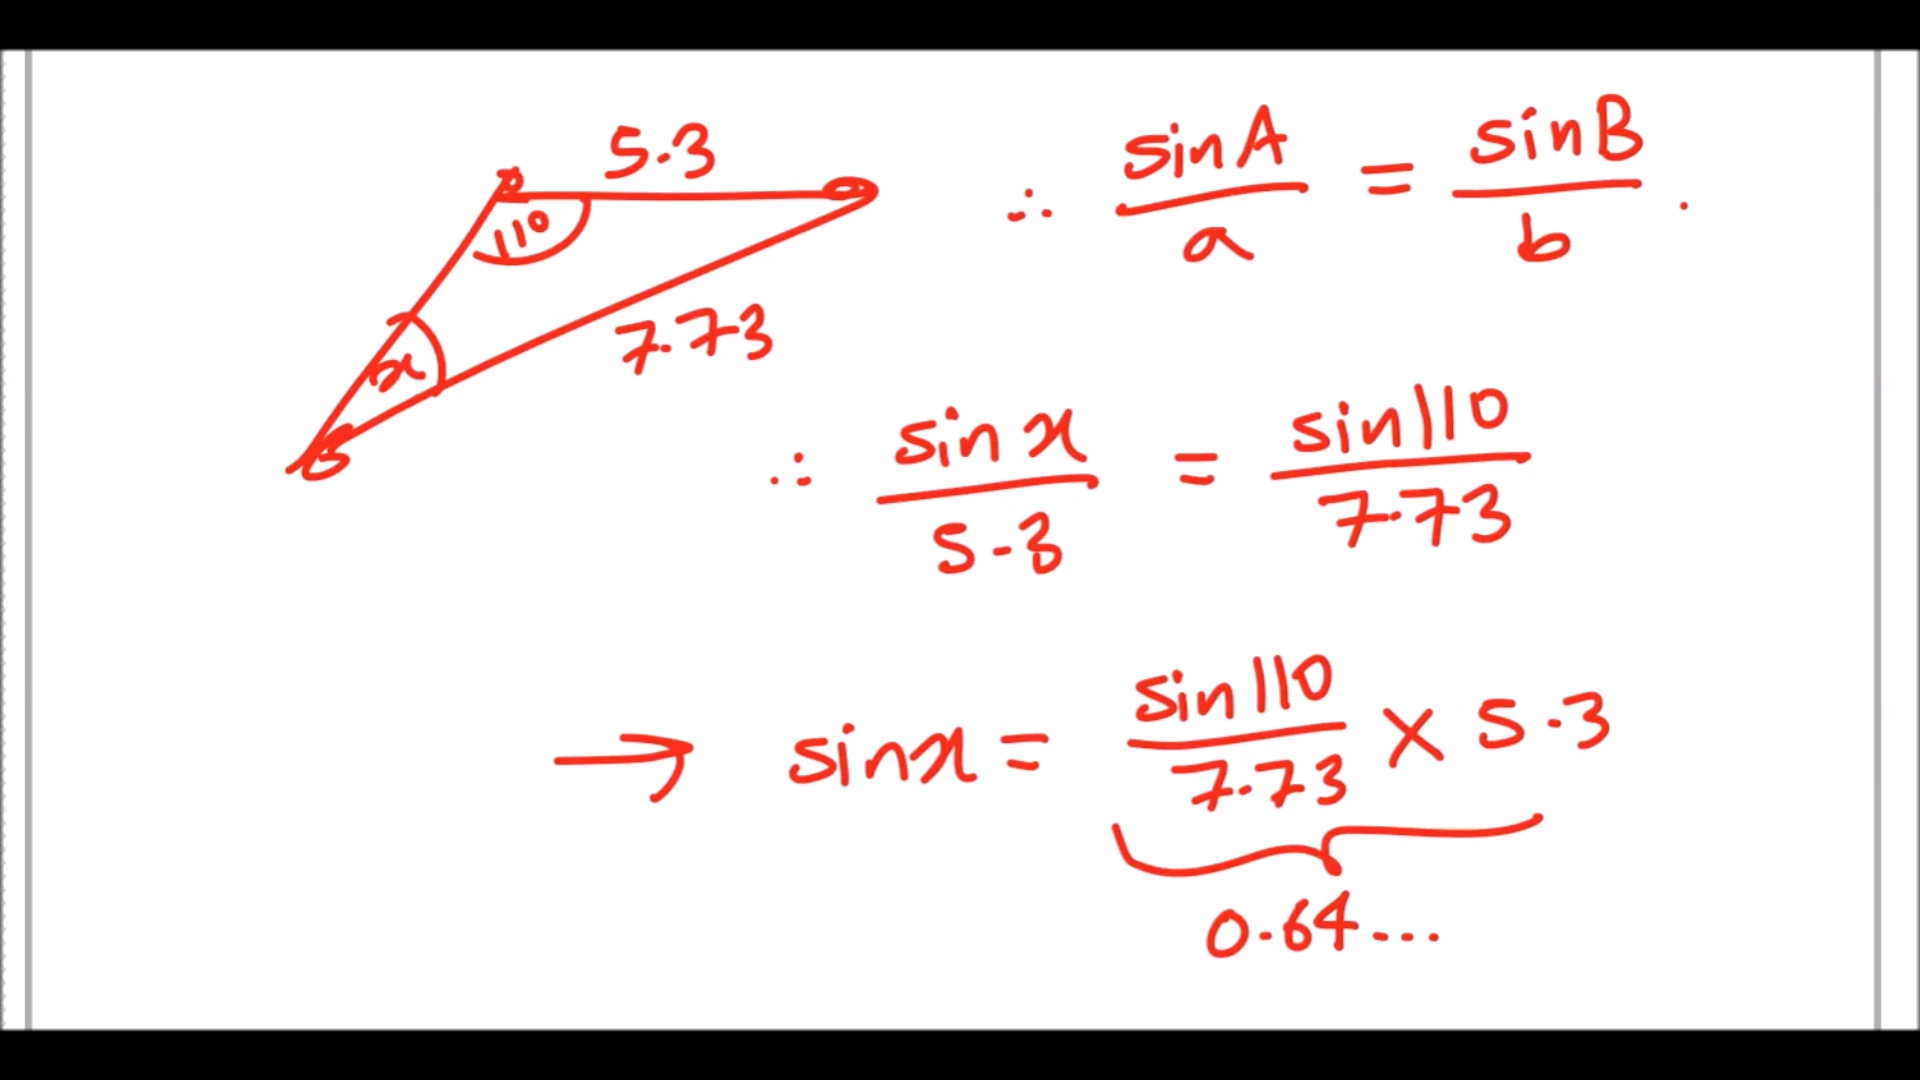 5.3
110
7.73
x
∴ sinA/a = sinB/b .
∴ sin x/5.3 = sin110/7.73
→ sinx = sin110/7.73 × 5.3
0.64...